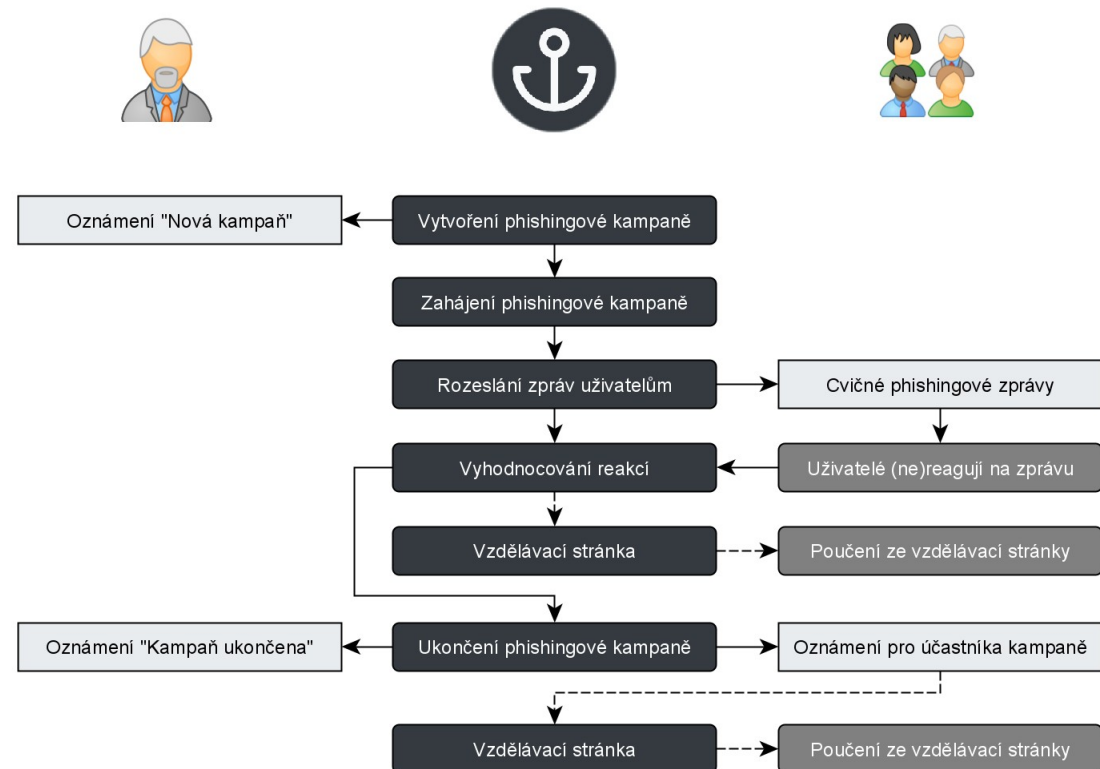 Oznámení "Nová kampaň"
Vytvoření phishingové kampaně
Zahájení phishingové kampaně
Rozeslání zpráv uživatelům
Cvičné phishingové zprávy
Vyhodnocování reakcí
Uživatelé (ne)reagují na zprávu
Vzdělávací stránka
Poučení ze vzdělávací stránky
Oznámení "Kampaň ukončena"
Ukončení phishingové kampaně
Oznámení pro účastníka kampaně
Vzdělávací stránka
Poučení ze vzdělávací stránky